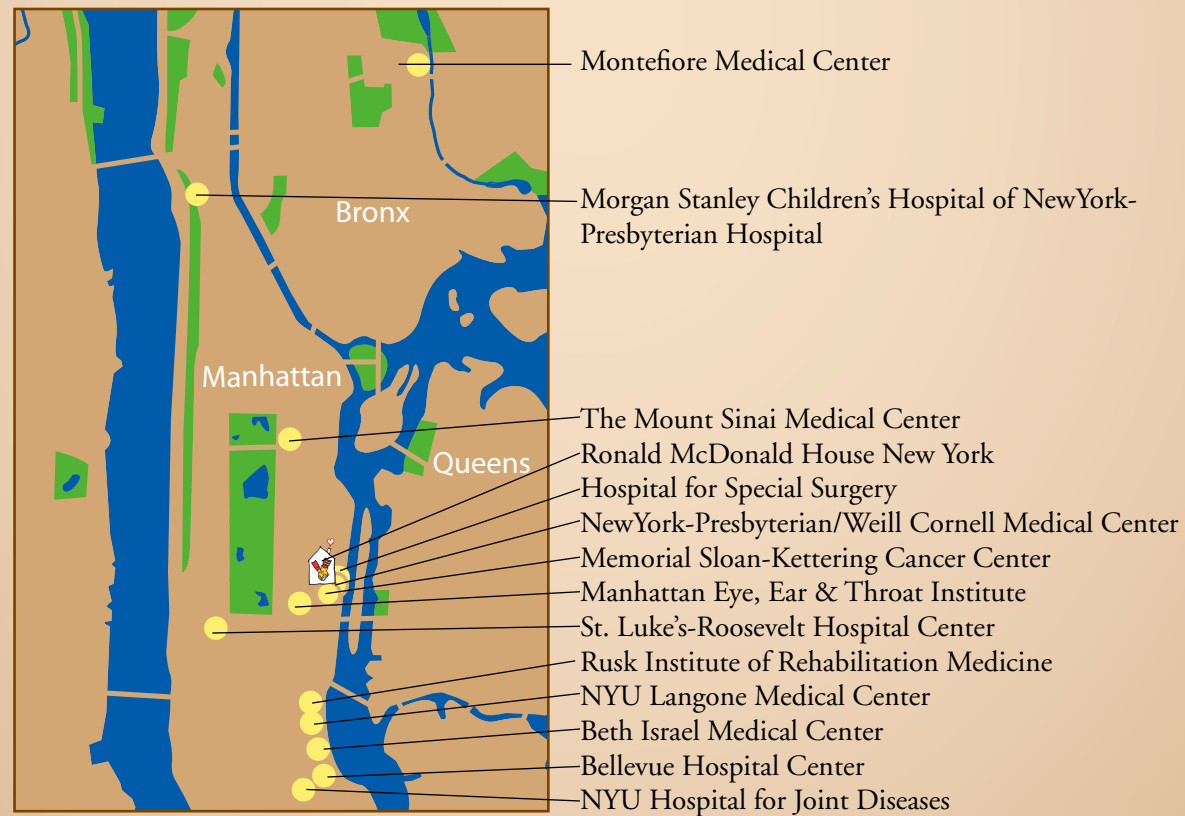 Montefiore Medical Center
Morgan Stanley Children’s Hospital of NewYork-
Presbyterian Hospital
Bronx
Manhattan
Queens
The Mount Sinai Medical Center
Ronald McDonald House New York
Hospital for Special Surgery
NewYork-Presbyterian/Weill Cornell Medical Center
Memorial Sloan-Kettering Cancer Center
Manhattan Eye, Ear & Throat Institute
St. Luke’s-Roosevelt Hospital Center
Rusk Institute of Rehabilitation Medicine
NYU Langone Medical Center
Beth Israel Medical Center
Bellevue Hospital Center
NYU Hospital for Joint Diseases